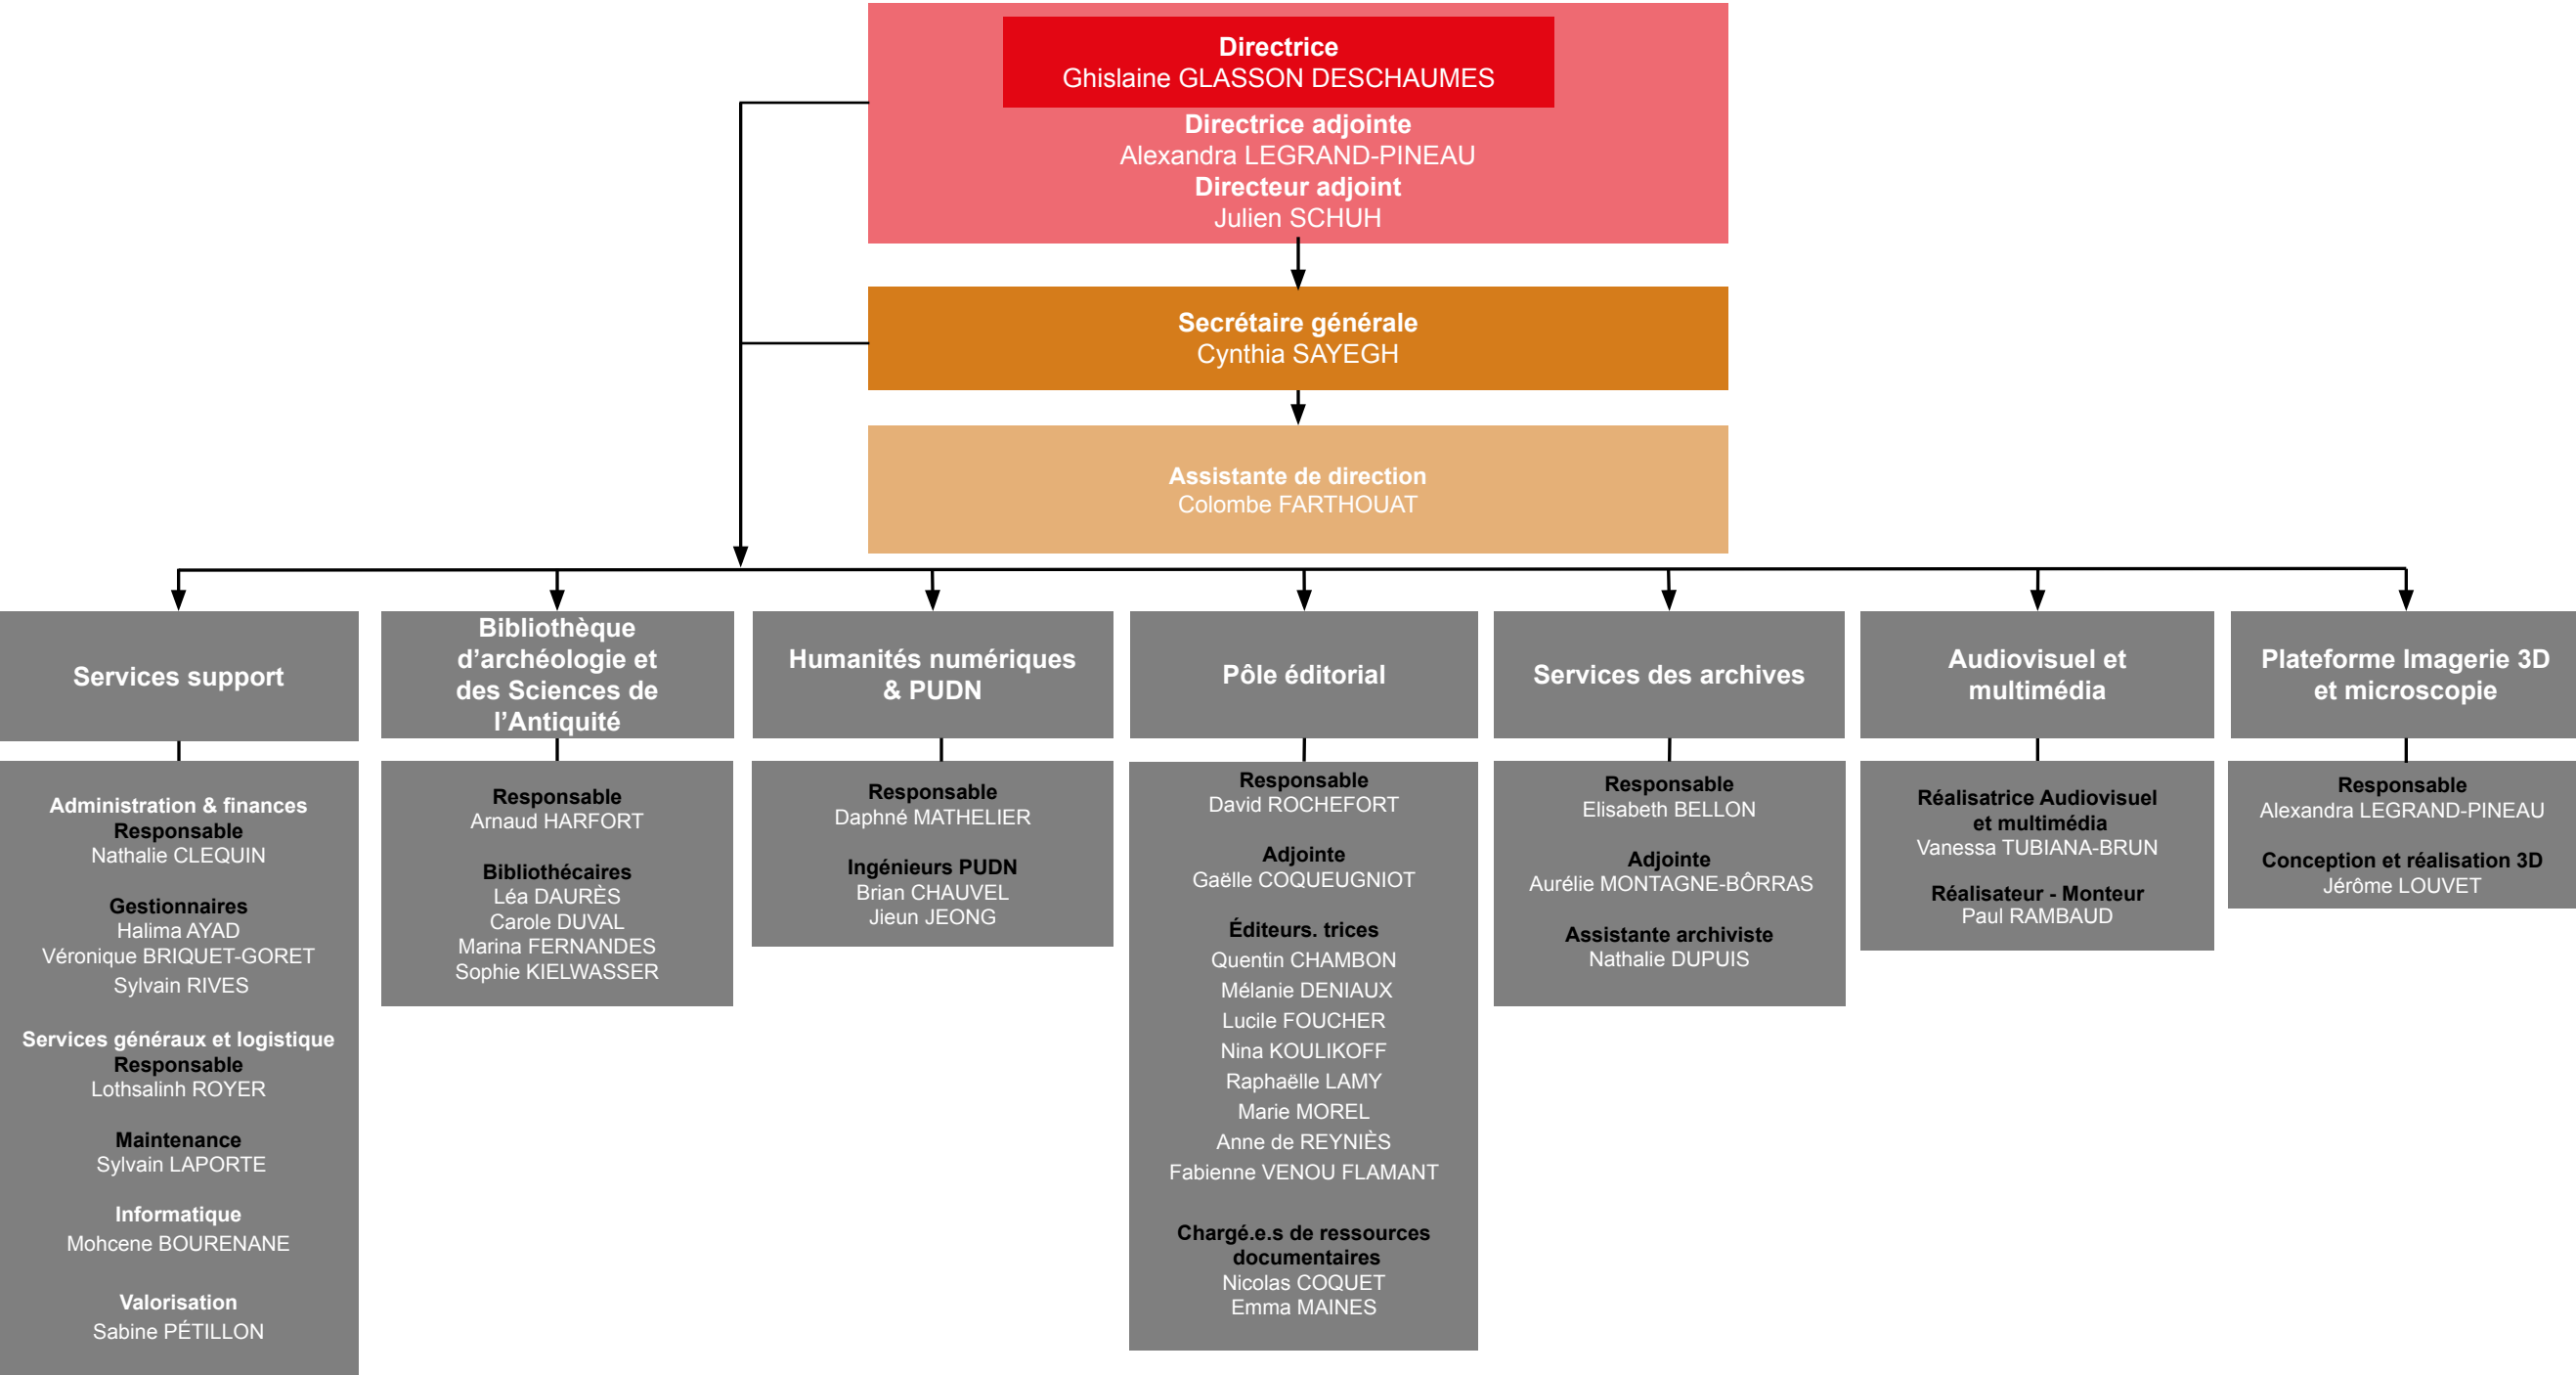 Directrice
Ghislaine GLASSON DESCHAUMES
Directrice adjointe
Alexandra LEGRAND-PINEAU
Directeur adjoint
Julien SCHUH
Secrétaire générale
Cynthia SAYEGH
Assistante de direction
Colombe FARTHOUAT
Services support
Administration & finances
Responsable
Nathalie CLEQUIN
Gestionnaires
Halima AYAD
Véronique BRIQUET-GORET
Sylvain RIVES
Services généraux et logistique
Responsable
Lothsalinh ROYER
Maintenance
Sylvain LAPORTE
Informatique
Mohcene BOURENANE
Valorisation
Sabine PÉTILLON
Bibliothèque
d’archéologie et
des Sciences de
l’Antiquité
Responsable
Arnaud HARFORT
Bibliothécaires
Léa DAURÈS
Carole DUVAL
Marina FERNANDES
Sophie KIELWASSER
Humanités numériques
& PUDN
Responsable
Daphné MATHELIER
Ingénieurs PUDN
Brian CHAUVEL
Jieun JEONG
Pôle éditorial
Responsable
David ROCHEFORT
Adjointe
Gaëlle COQUEUGNIOT
Éditeurs. trices
Quentin CHAMBON
Mélanie DENIAUX
Lucile FOUCHER
Nina KOULIKOFF
Raphaëlle LAMY
Marie MOREL
Anne de REYNIÈS
Fabienne VENOU FLAMANT
Chargé.e.s de ressources
documentaires
Nicolas COQUET
Emma MAINES
Services des archives
Responsable
Elisabeth BELLON
Adjointe
Aurélie MONTAGNE-BÔRRAS
Assistante archiviste
Nathalie DUPUIS
Audiovisuel et
multimédia
Réalisatrice Audiovisuel
et multimédia
Vanessa TUBIANA-BRUN
Réalisateur - Monteur
Paul RAMBAUD
Plateforme Imagerie 3D
et microscopie
Responsable
Alexandra LEGRAND-PINEAU
Conception et réalisation 3D
Jérôme LOUVET